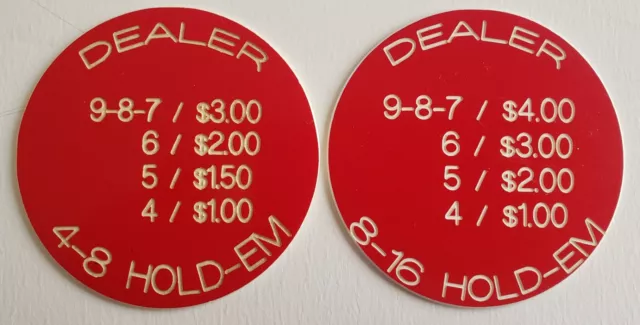 DEALER
9-8-7 / $3.00
6 / $2.00
5 / $1.50
4 / $1.00
4-8 HOLD-EM
DEALER
9-8-7 / $4.00
6 / $3.00
5 / $2.00
4 / $1.00
8-16 HOLD-EM